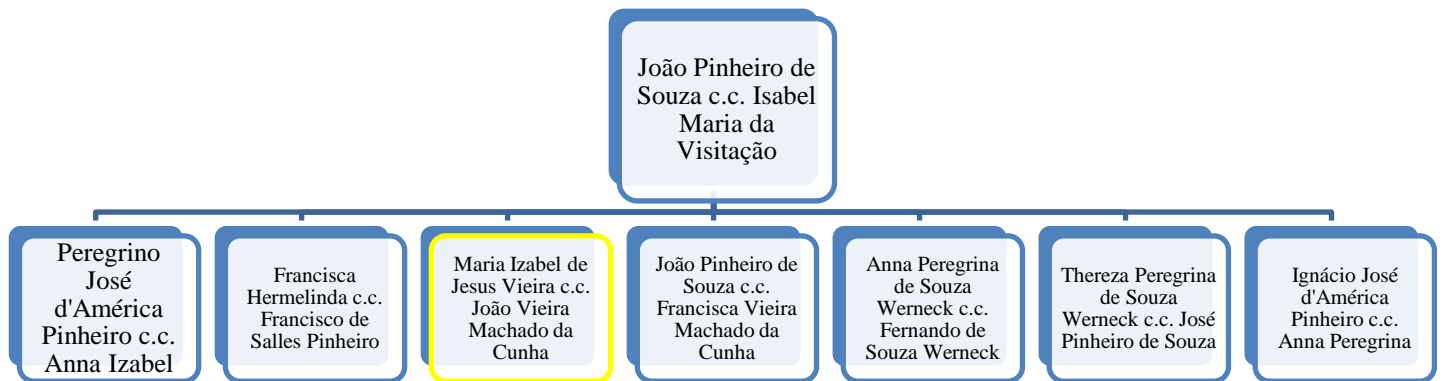 João Pinheiro de
Souza c.c. Isabel
Maria da
Visitação
Peregrino
José
d'América
Pinheiro c.c.
Anna Izabel
Francisca
Hermelinda c.c.
Francisco de
Salles Pinheiro
Maria Izabel de
Jesus Vieira c.c.
João Vieira
Machado da
Cunha
João Pinheiro de
Souza c.c.
Francisca Vieira
Machado da
Cunha
Anna Peregrina
de Souza
Werneck c.c.
Fernando de
Souza Werneck
Thereza Peregrina
de Souza
Werneck c.c. José
Pinheiro de Souza
Ignácio José
d'América
Pinheiro c.c.
Anna Peregrina